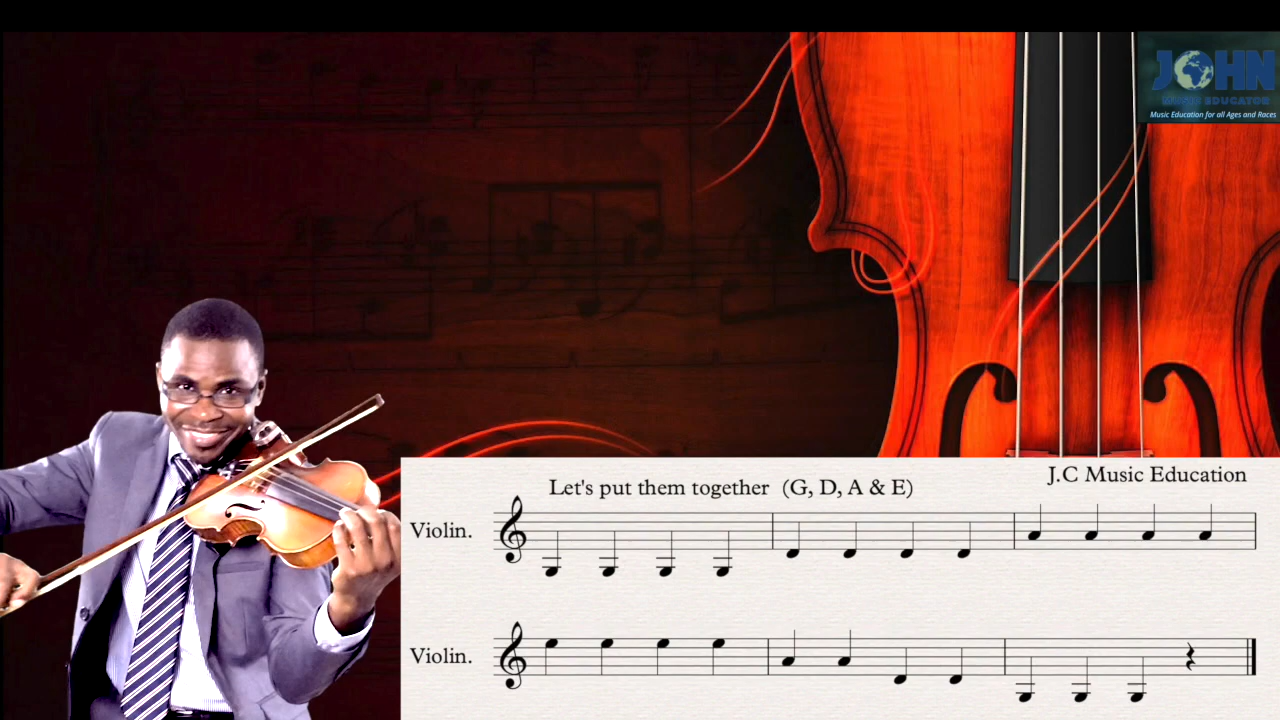 JOHN
MUSIC EDUCATOR
Music Education for all Ages and Races
J.C Music Education
Let's put them together (G, D, A & E)
Violin.
Violin.